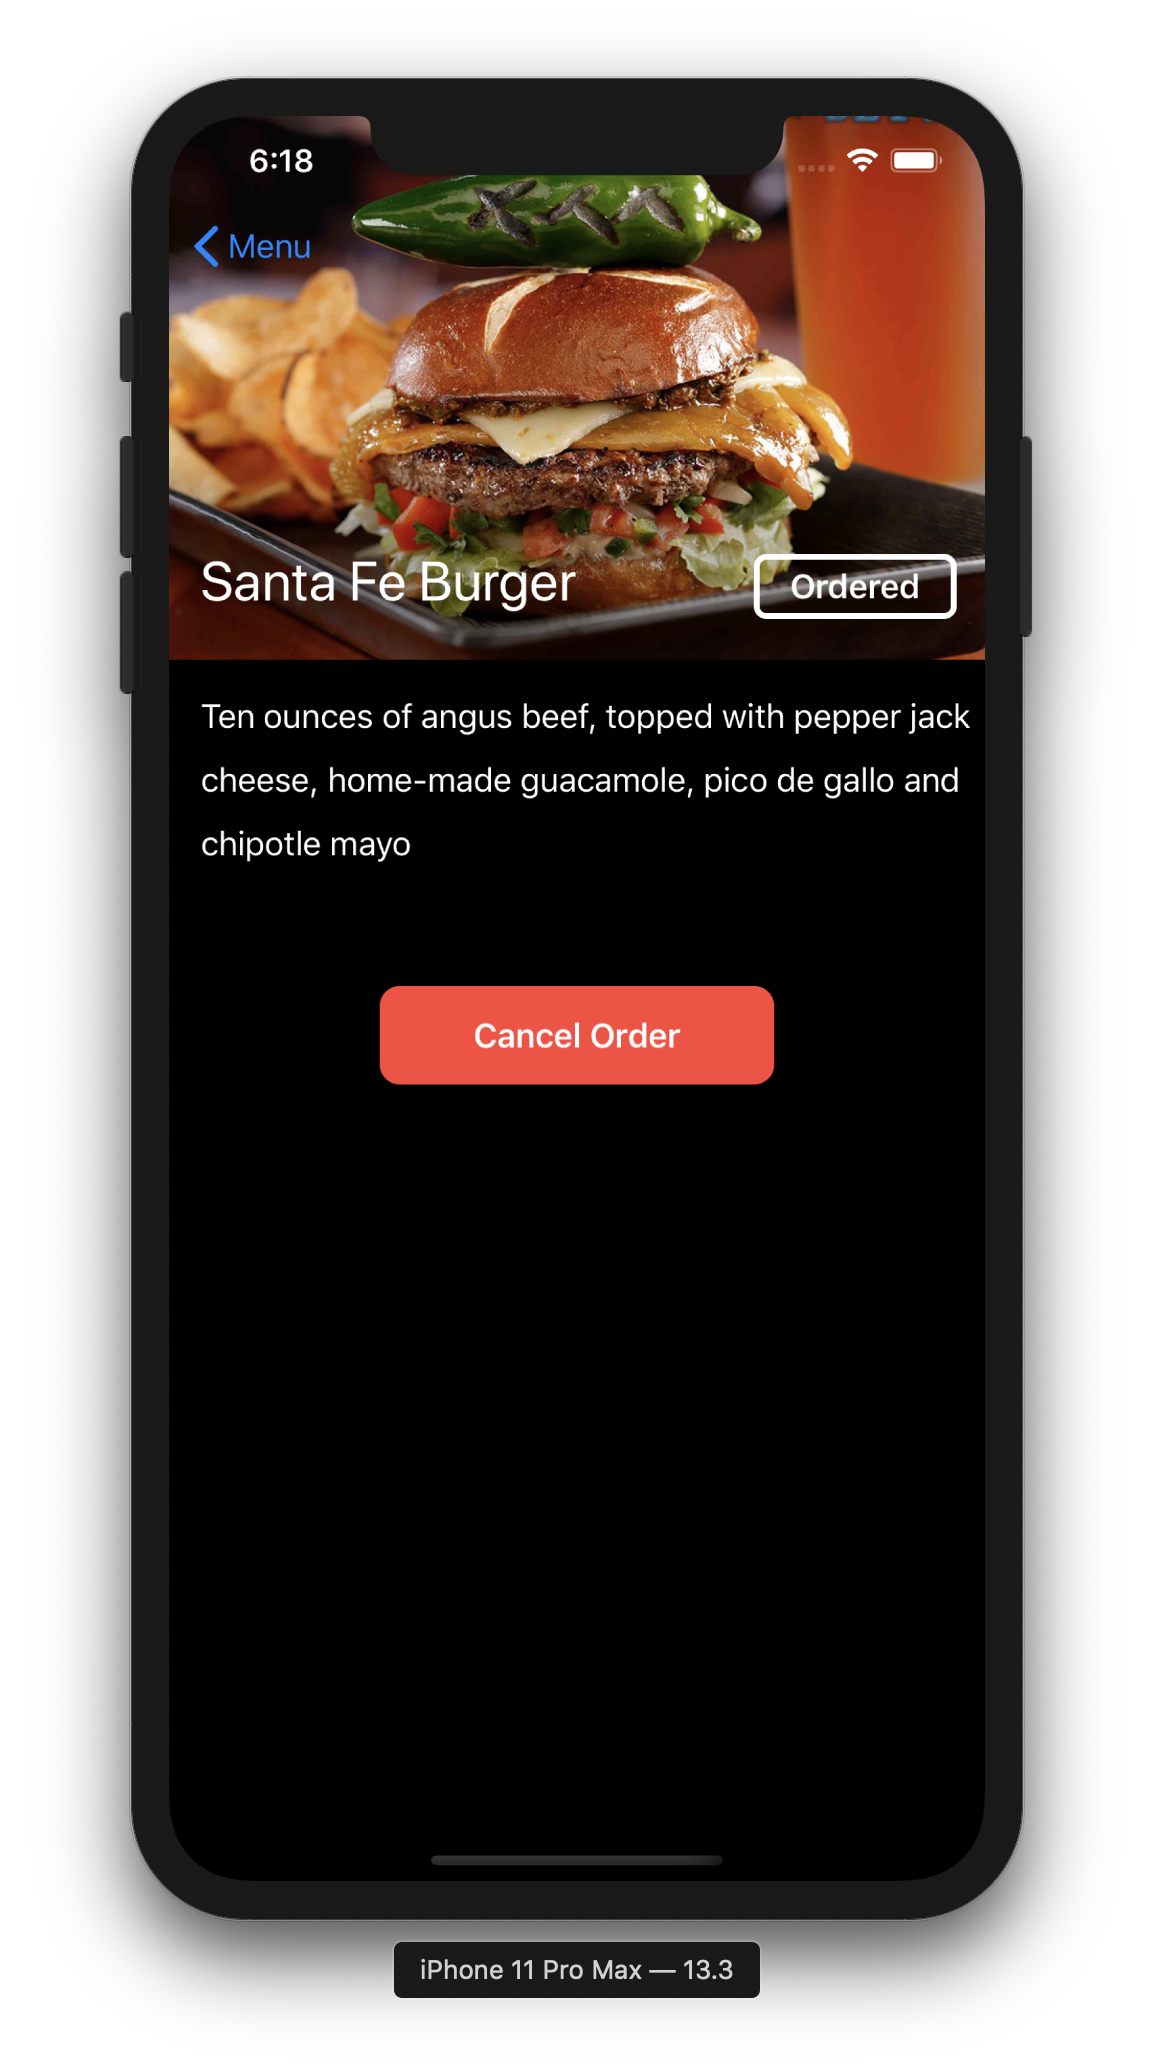 6:18
Menu
Santa Fe Burger
Ordered
Ten ounces of angus beef, topped with pepper jack
cheese, home-made guacamole, pico de gallo and
chipotle mayo
Cancel Order
iPhone 11 Pro Max — 13.3